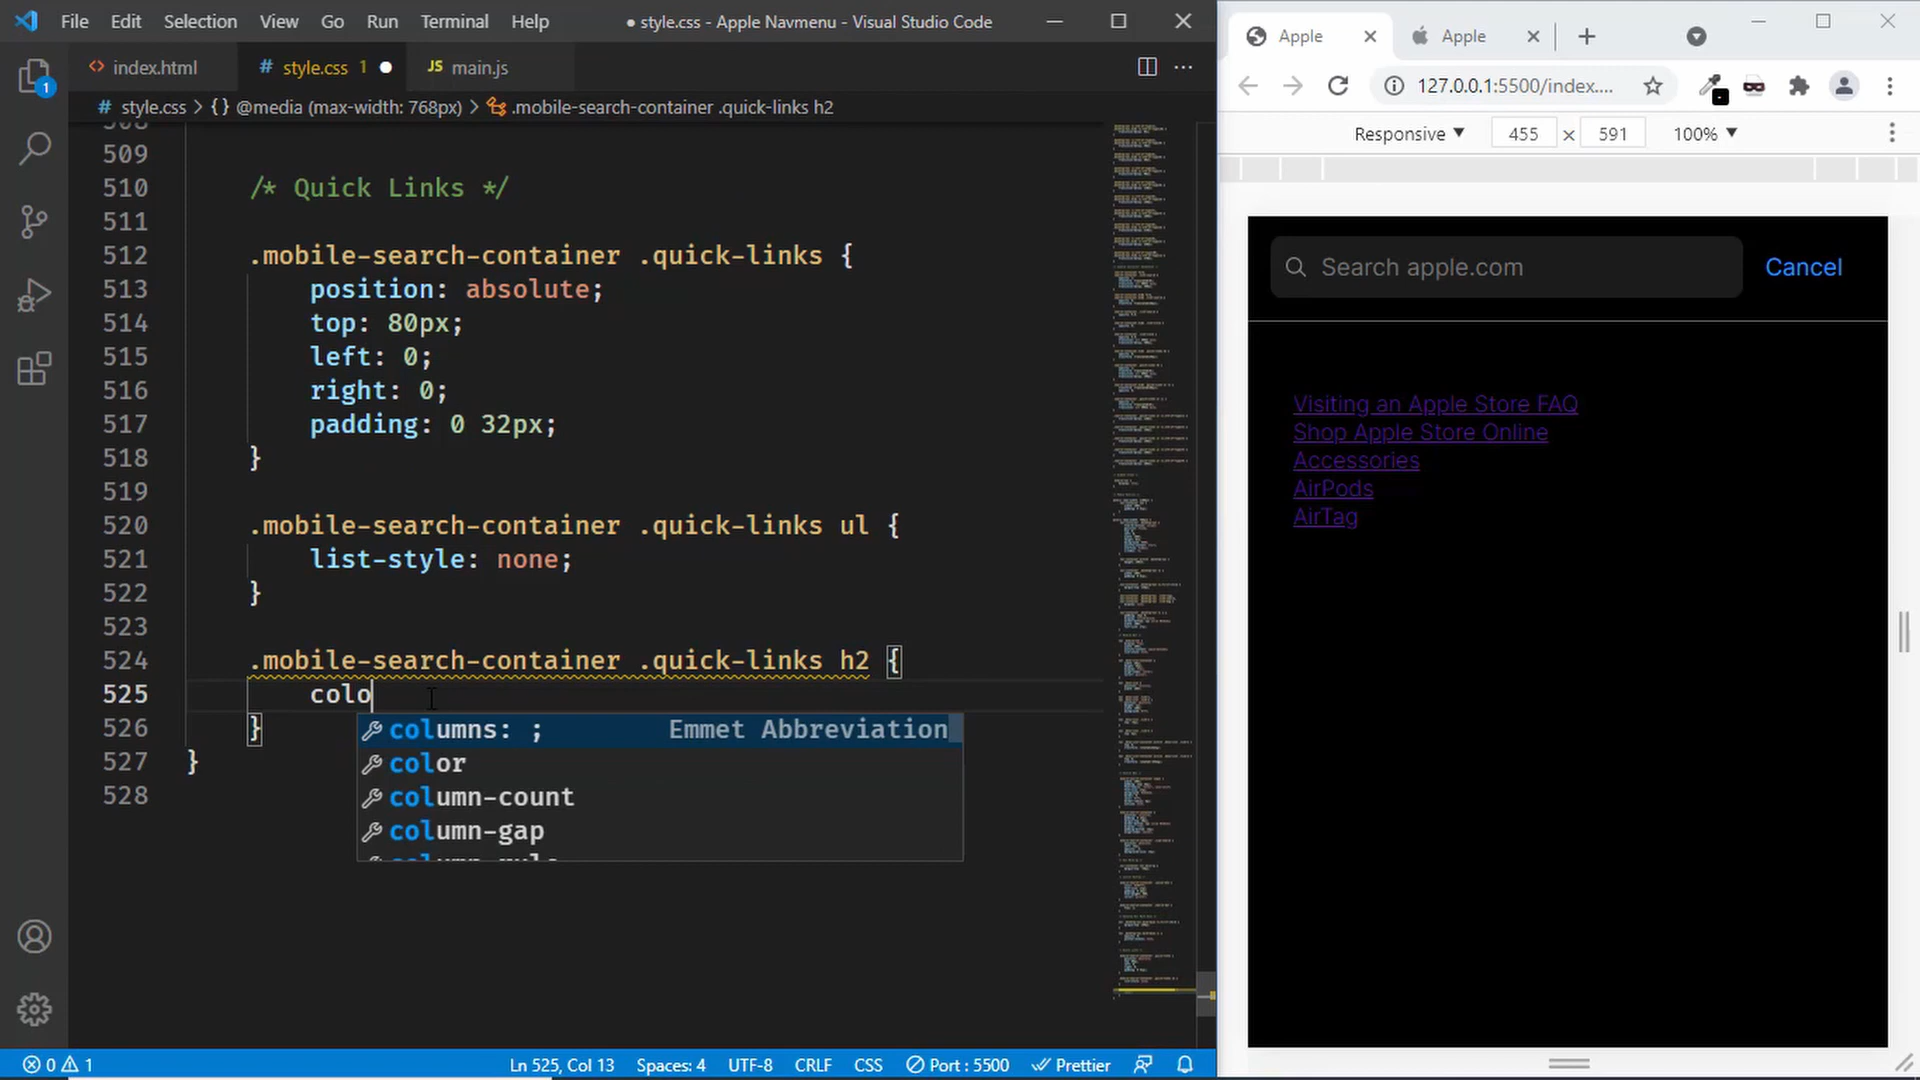 File Edit Selection View Go Run Terminal Help ● style.css - Apple Navmenu - Visual Studio Code
<> index.html # style.css 1 ● JS main.js
# style.css > {} @media (max-width: 768px) > .mobile-search-container .quick-links h2
509
510 /* Quick Links */
511
512 .mobile-search-container .quick-links {
513 position: absolute;
514 top: 80px;
515 left: 0;
516 right: 0;
517 padding: 0 32px;
518 }
519
520 .mobile-search-container .quick-links ul {
521 list-style: none;
522 }
523
524 .mobile-search-container .quick-links h2 {
525 colo
526 }
527 }
528
columns: ; Emmet Abbreviation
color
column-count
column-gap
1
0 1 Ln 525, Col 13 Spaces: 4 UTF-8 CRLF CSS Port : 5500 Prettier
Apple Apple
127.0.0.1:5500/index....
Responsive ▼ 455 × 591 100% ▼
Search apple.com Cancel
Visiting an Apple Store FAQ
Shop Apple Store Online
Accessories
AirPods
AirTag